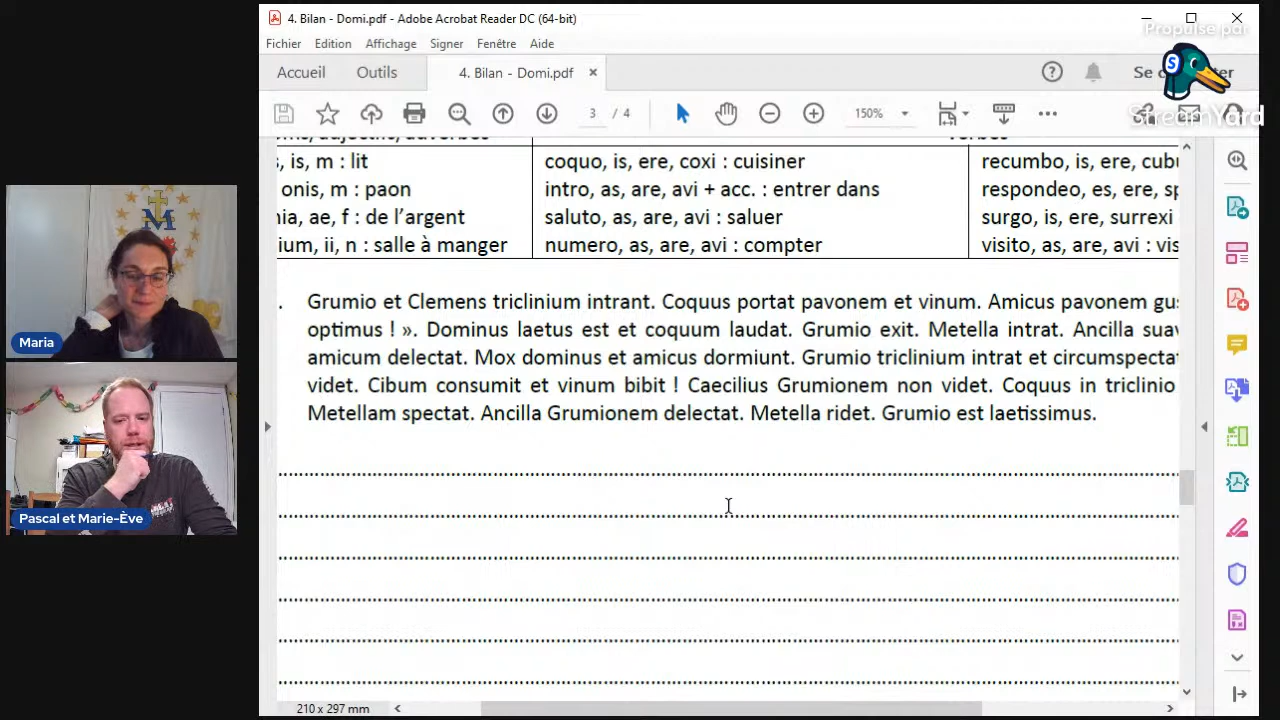 4. Bilan - Domi.pdf - Adobe Acrobat Reader DC (64-bit)
Propulsé par
StreamYard
Fichier Edition Affichage Signer Fenêtre Aide
Accueil Outils 4. Bilan - Domi.pdf × Se
3 / 4 150%
verbes
, is, m : lit coquo, is, ere, coxi : cuisiner recumbo, is, ere, cubu
onis, m : paon intro, as, are, avi + acc. : entrer dans respondeo, es, ere, sp
ia, ae, f : de l’argent saluto, as, are, avi : saluer surgo, is, ere, surrexi
ium, ii, n : salle à manger numero, as, are, avi : compter visito, as, are, avi : vis
. Grumio et Clemens triclinium intrant. Coquus portat pavonem et vinum. Amicus pavonem gus
optimus ! ». Dominus laetus est et coquum laudat. Grumio exit. Metella intrat. Ancilla suav
amicum delectat. Mox dominus et amicus dormiunt. Grumio triclinium intrat et circumspectat
videt. Cibum consumit et vinum bibit ! Caecilius Grumionem non videt. Coquus in triclinio
Metellam spectat. Ancilla Grumionem delectat. Metella ridet. Grumio est laetissimus.
210 x 297 mm
Maria
Pascal et Marie-Ève